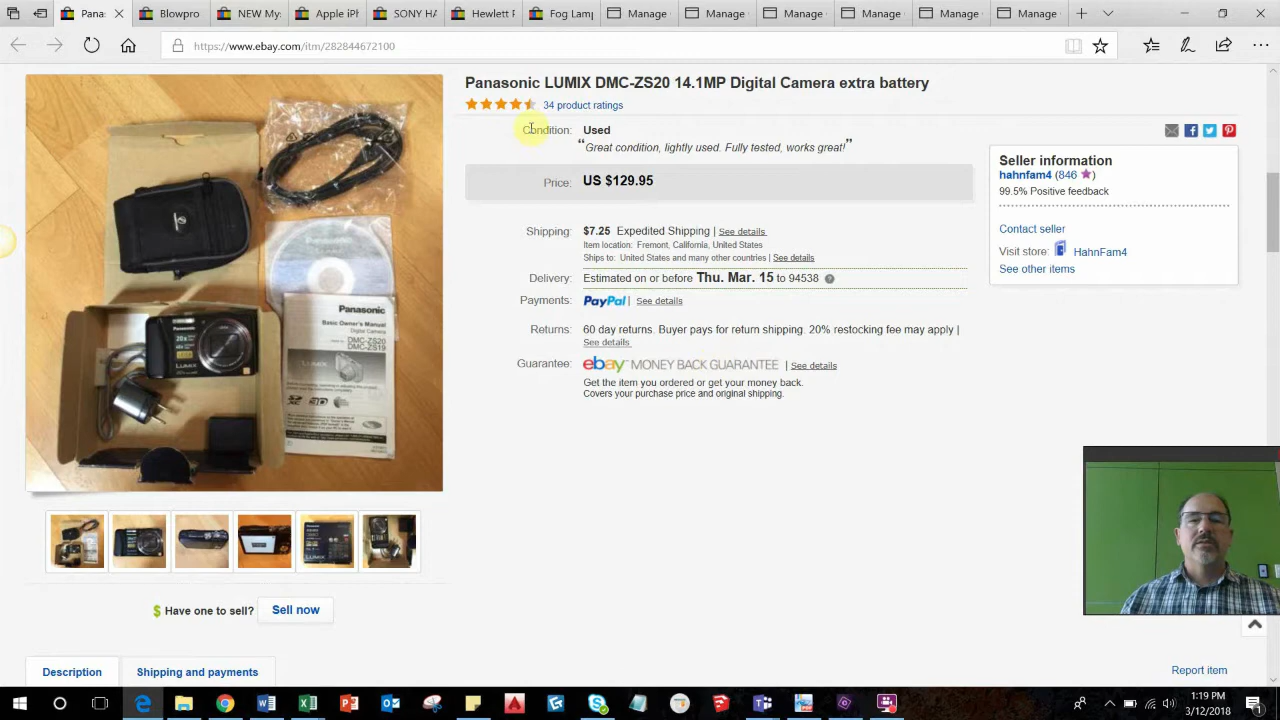 Pana
Blowpro
NEW My
Apple iPh
SONY HA
Hewlett P
Fog Lamp
Manage
Manage
Manage
Manage
Manage
Manage
https://www.ebay.com/itm/282844672100
Panasonic LUMIX DMC-ZS20 14.1MP Digital Camera extra battery
34 product ratings
Condition: Used
“Great condition, lightly used. Fully tested, works great!”
Price: US $129.95
Shipping: $7.25 Expedited Shipping | See details
Item location: Fremont, California, United States
Ships to: United States and many other countries | See details
Delivery: Estimated on or before Thu. Mar. 15 to 94538
Payments: PayPal | See details
Returns: 60 day returns. Buyer pays for return shipping. 20% restocking fee may apply |
See details
Guarantee: ebay MONEY BACK GUARANTEE | See details
Get the item you ordered or get your money back.
Covers your purchase price and original shipping.
Seller information
hahnfam4 (846)
99.5% Positive feedback
Contact seller
Visit store: HahnFam4
See other items
Panasonic
Basic Owner's Manual
Digital Camera
DMC-ZS20
DMC-ZS19
Panasonic
20x
LUMIX
$ Have one to sell? Sell now
Description
Shipping and payments
Report item
1:19 PM
3/12/2018